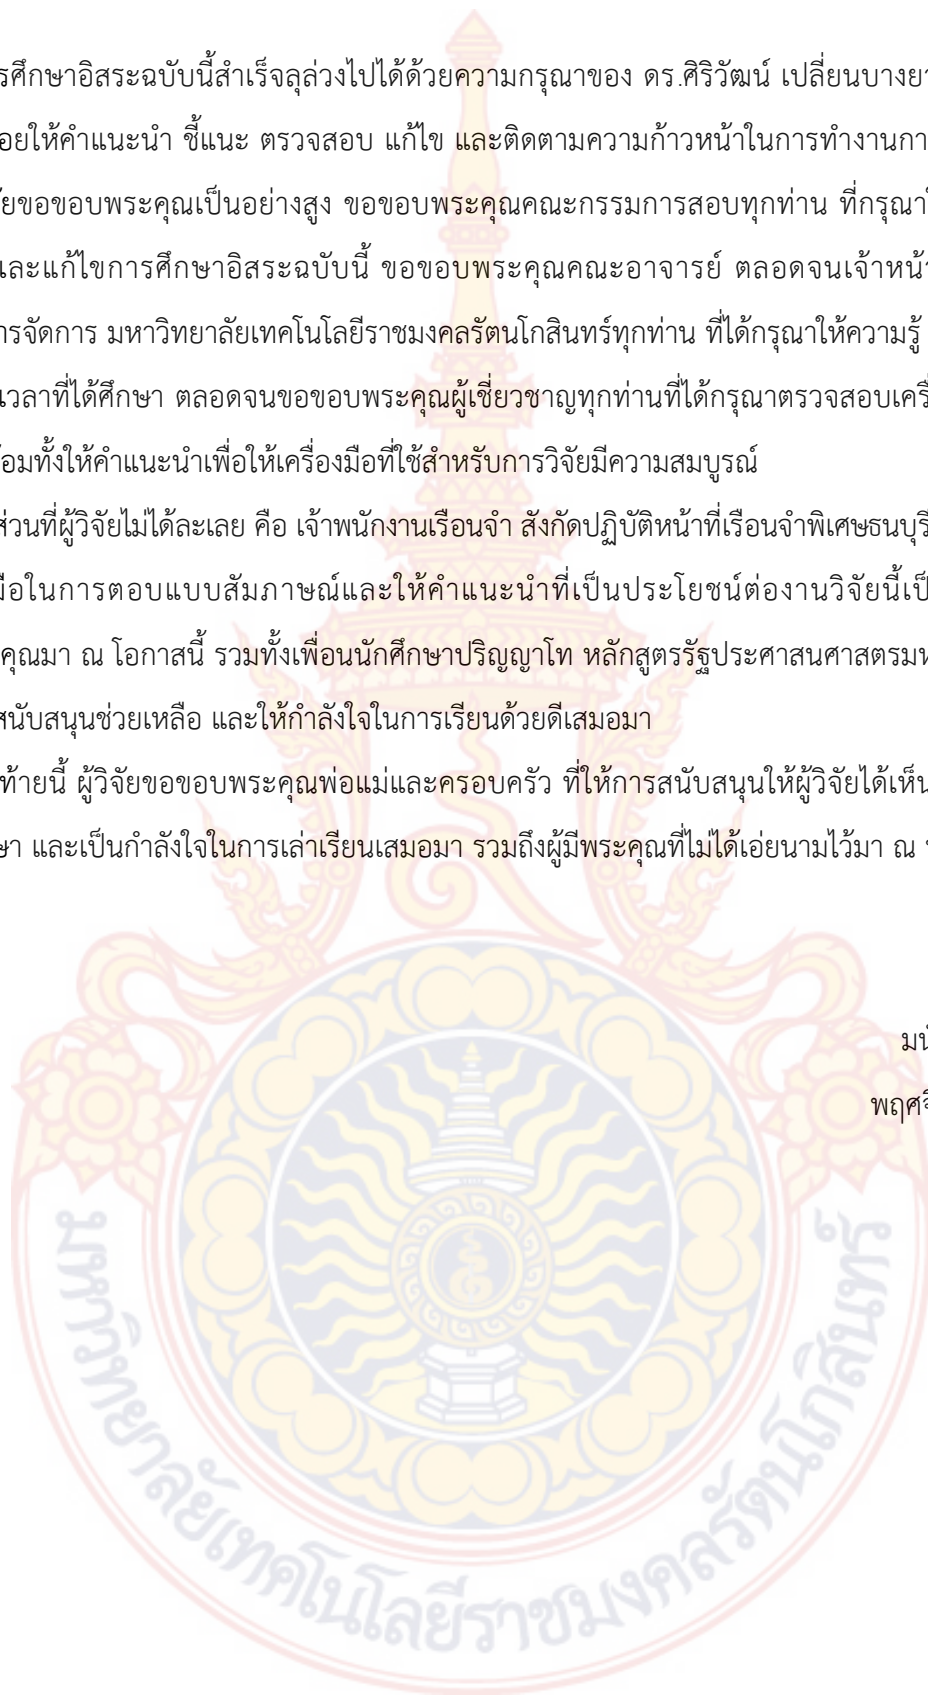 รศึกษาอิสระฉบับนี้สำเร็จลุล่วงไปได้ด้วยความกรุณาของ ดร.ศิริวัฒน์ เปลี่ยนบางยา
อยให้คำแนะนำ ชี้แนะ ตรวจสอบ แก้ไข และติดตามความก้าวหน้าในการทำงานกา
ัยขอขอบพระคุณเป็นอย่างสูง ขอขอบพระคุณคณะกรรมการสอบทุกท่าน ที่กรุณาใ
และแก้ไขการศึกษาอิสระฉบับนี้ ขอขอบพระคุณคณะอาจารย์ ตลอดจนเจ้าหน้า
ารจัดการ มหาวิทยาลัยเทคโนโลยีราชมงคลรัตนโกสินทร์ทุกท่าน ที่ได้กรุณาให้ความรู้
เวลาที่ได้ศึกษา ตลอดจนขอขอบพระคุณผู้เชี่ยวชาญทุกท่านที่ได้กรุณาตรวจสอบเครื่
้อมทั้งให้คำแนะนำเพื่อให้เครื่องมือที่ใช้สำหรับการวิจัยมีความสมบูรณ์
ส่วนที่ผู้วิจัยไม่ได้ละเลย คือ เจ้าพนักงานเรือนจำ สังกัดปฏิบัติหน้าที่เรือนจำพิเศษธนบุรี
มือในการตอบแบบสัมภาษณ์และให้คำแนะนำที่เป็นประโยชน์ต่องานวิจัยนี้เป็
คุณมา ณ โอกาสนี้ รวมทั้งเพื่อนนักศึกษาปริญญาโท หลักสูตรรัฐประศาสนศาสตรมห
สนับสนุนช่วยเหลือ และให้กำลังใจในการเรียนด้วยดีเสมอมา
ท้ายนี้ ผู้วิจัยขอขอบพระคุณพ่อแม่และครอบครัว ที่ให้การสนับสนุนให้ผู้วิจัยได้เห็น
ษา และเป็นกำลังใจในการเล่าเรียนเสมอมา รวมถึงผู้มีพระคุณที่ไม่ได้เอ่ยนามไว้มา ณ
มนั
พฤศจิ
มหาวิทยาลัยเทคโนโลยีราชมงคลรัตนโกสินทร์